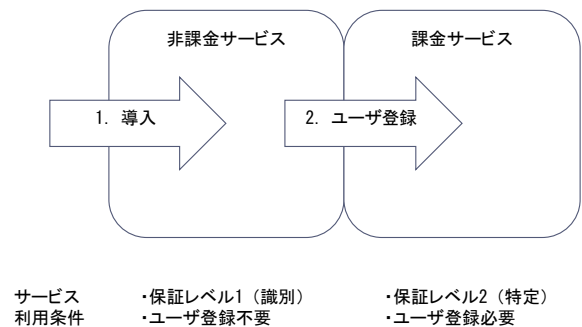 非課金サービス
課金サービス
1. 導入
2. ユーザ登録
サービス ・保証レベル1（識別） ・保証レベル2（特定）
利用条件 ・ユーザ登録不要 ・ユーザ登録必要